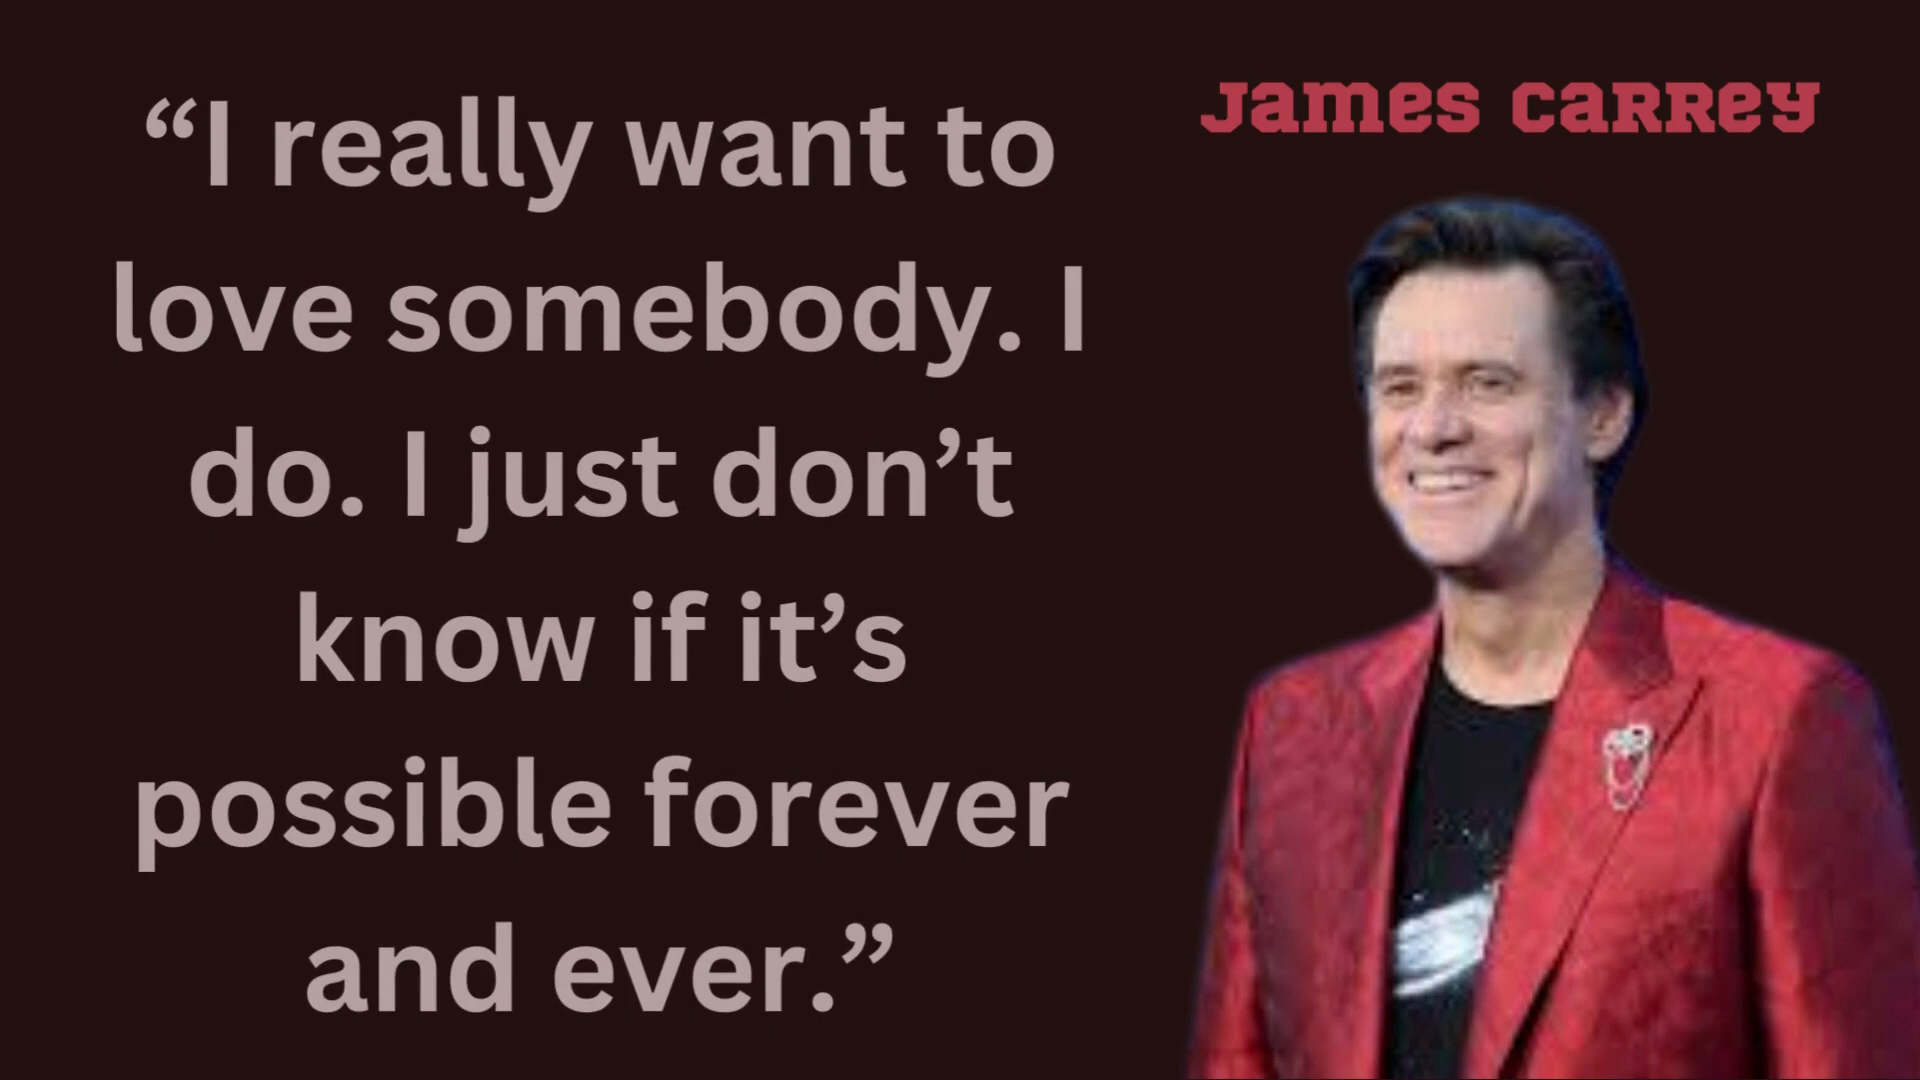 “I really want to
love somebody. I
do. I just don’t
know if it’s
possible forever
and ever.”
James Carrey